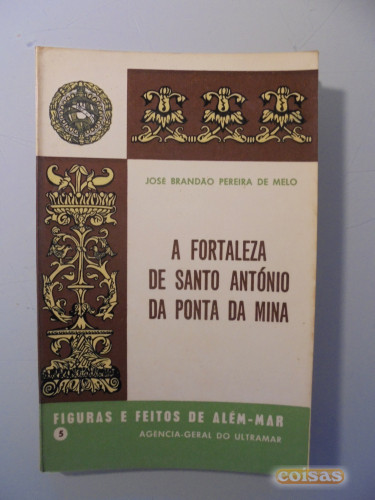 JOSÉ BRANDÃO PEREIRA DE MELO
A FORTALEZA
DE SANTO ANTÓNIO
DA PONTA DA MINA
FIGURAS E FEITOS DE ALÉM-MAR
5
AGENCIA-GERAL DO ULTRAMAR
coisas